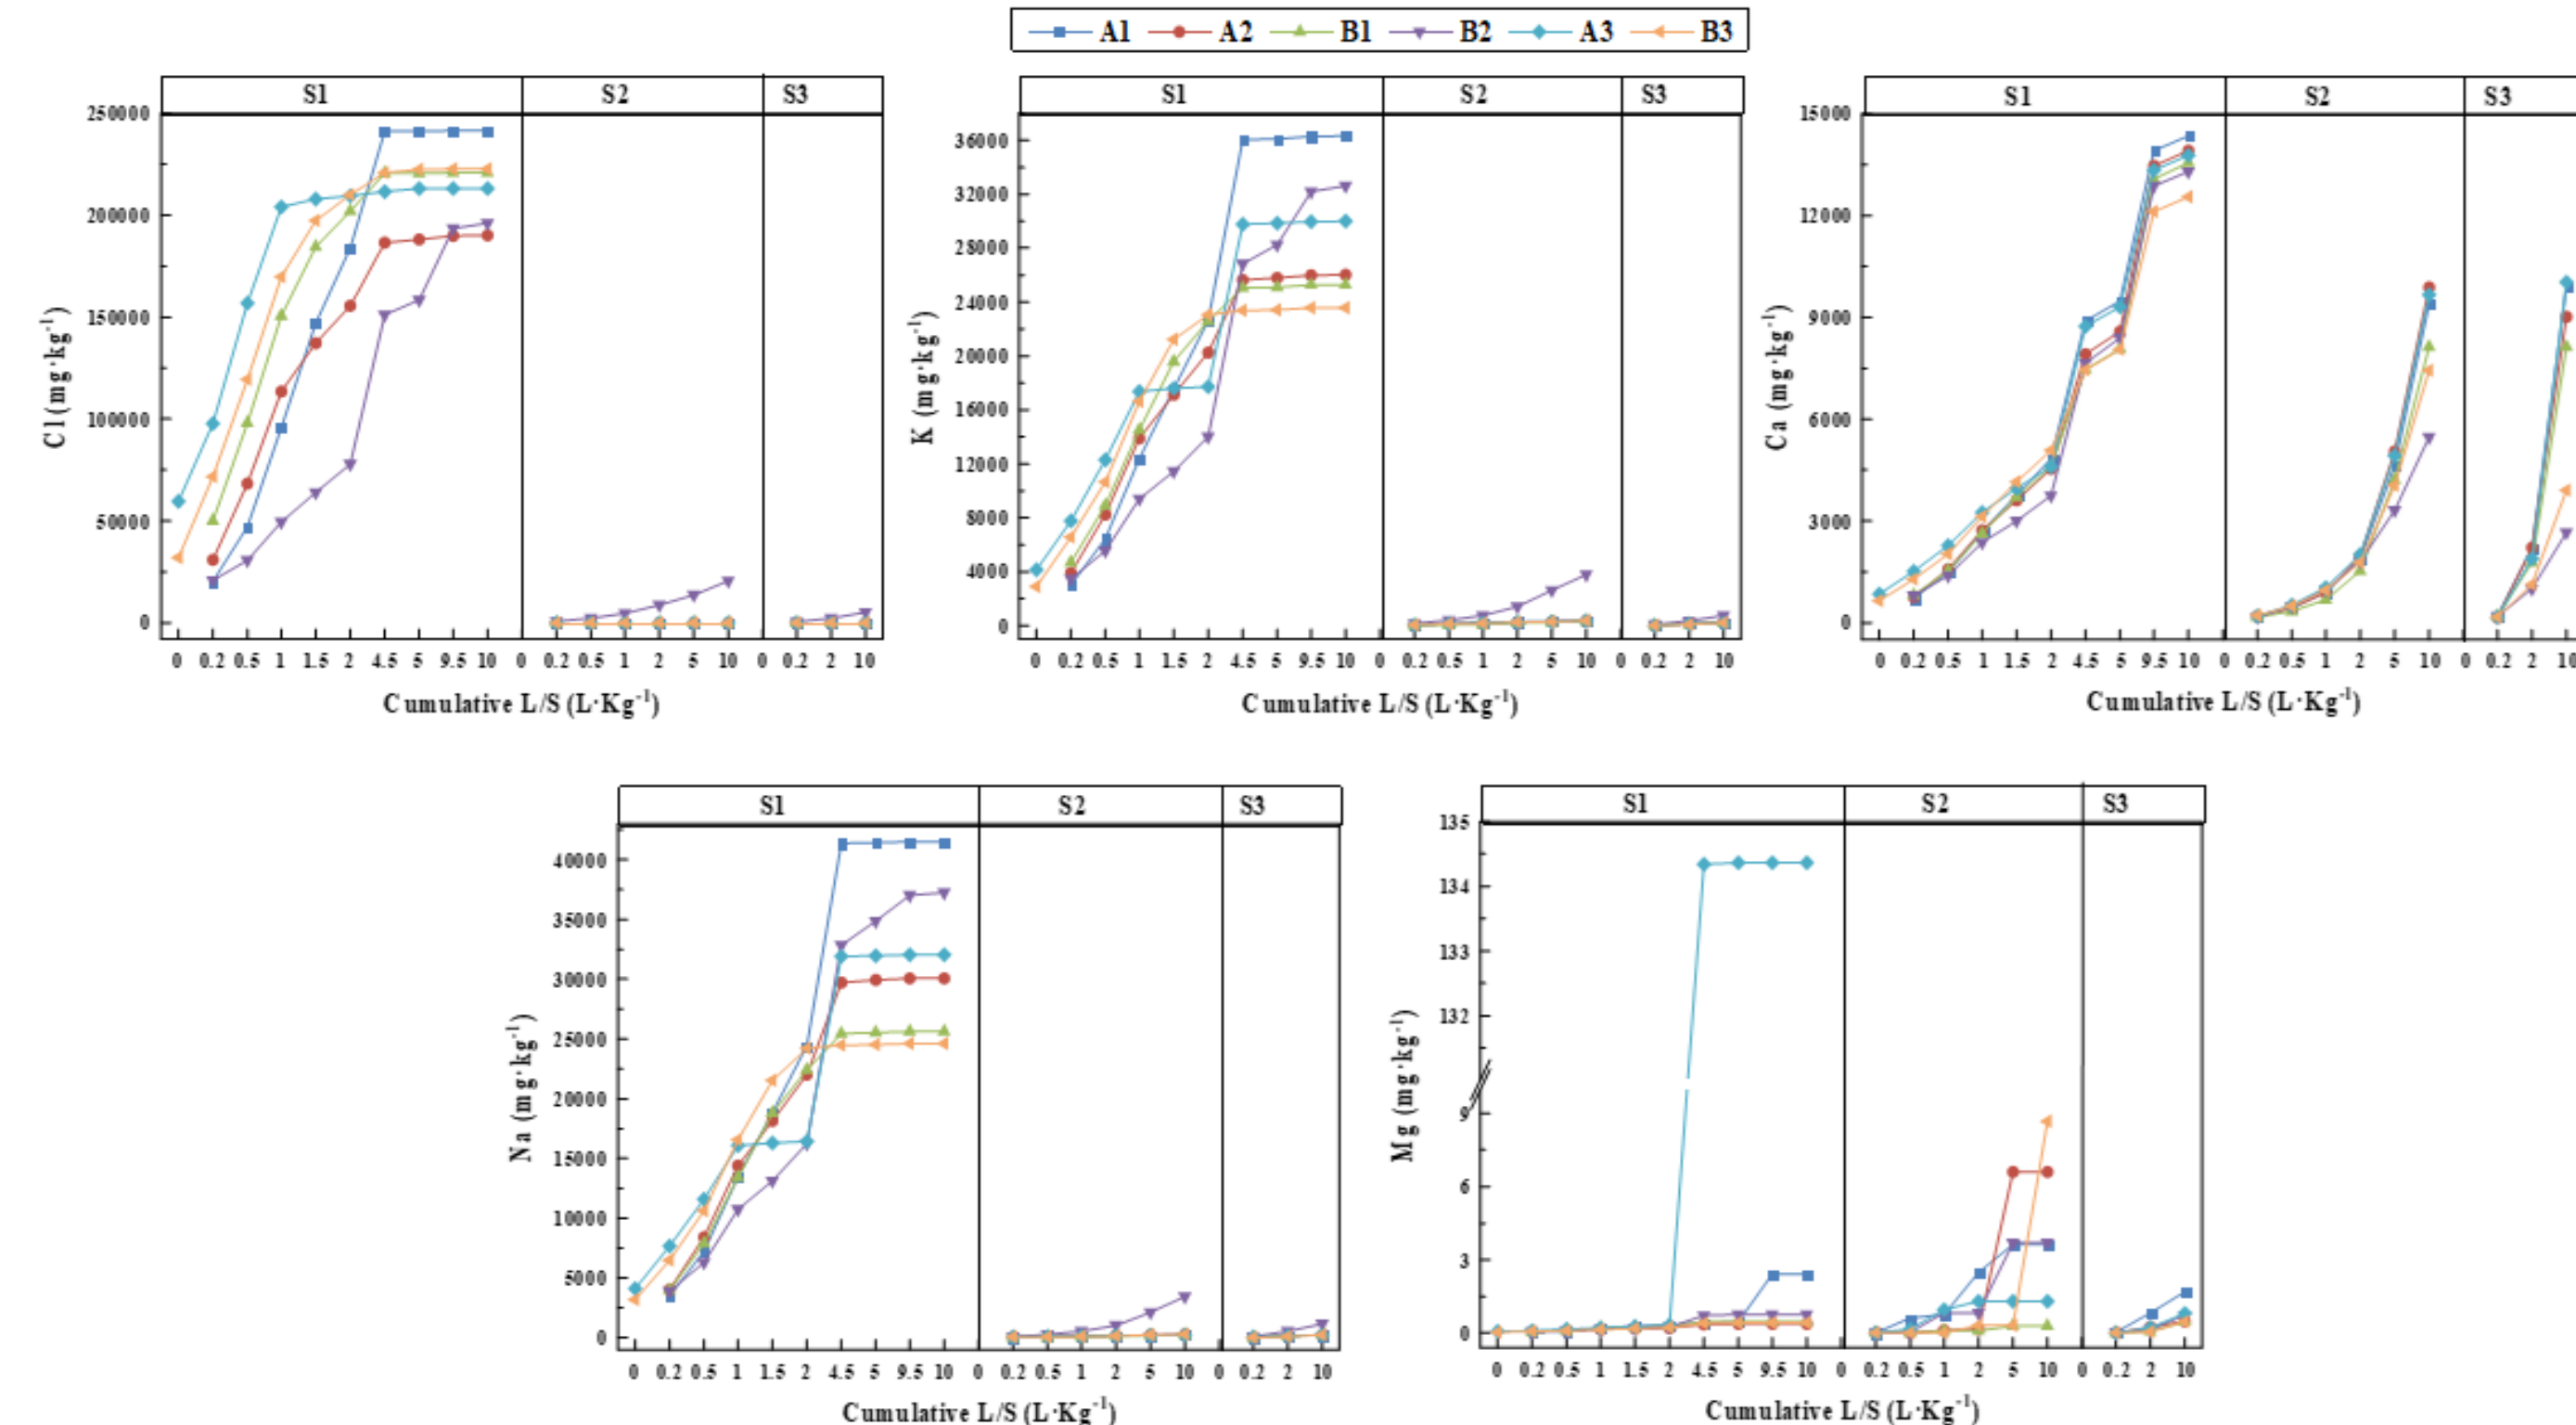 A1 A2 B1 B2 A3 B3
S1 S2 S3
Cl (mg·kg⁻¹)
250000
200000
150000
100000
50000
0
0 0.2 0.5 1 1.5 2 4.5 5 9.5 10 0 0.2 0.5 1 2 5 10 0 0.2 2 10
Cumulative L/S (L·Kg⁻¹)
S1 S2 S3
K (mg·kg⁻¹)
36000
32000
28000
24000
20000
16000
12000
8000
4000
0
0 0.2 0.5 1 1.5 2 4.5 5 9.5 10 0 0.2 0.5 1 2 5 10 0 0.2 2 10
Cumulative L/S (L·Kg⁻¹)
S1 S2 S3
Ca (mg·kg⁻¹)
15000
12000
9000
6000
3000
0
0 0.2 0.5 1 1.5 2 4.5 5 9.5 10 0 0.2 0.5 1 2 5 10 0 0.2 2 10
Cumulative L/S (L·Kg⁻¹)
S1 S2 S3
Na (mg·kg⁻¹)
40000
35000
30000
25000
20000
15000
10000
5000
0
0 0.2 0.5 1 1.5 2 4.5 5 9.5 10 0 0.2 0.5 1 2 5 10 0 0.2 2 10
Cumulative L/S (L·Kg⁻¹)
S1 S2 S3
Mg (mg·kg⁻¹)
135
134
133
132
9
6
3
0
0 0.2 0.5 1 1.5 2 4.5 5 9.5 10 0.2 0.5 1 2 5 10 0 0.2 2 10
Cumulative L/S (L·Kg⁻¹)